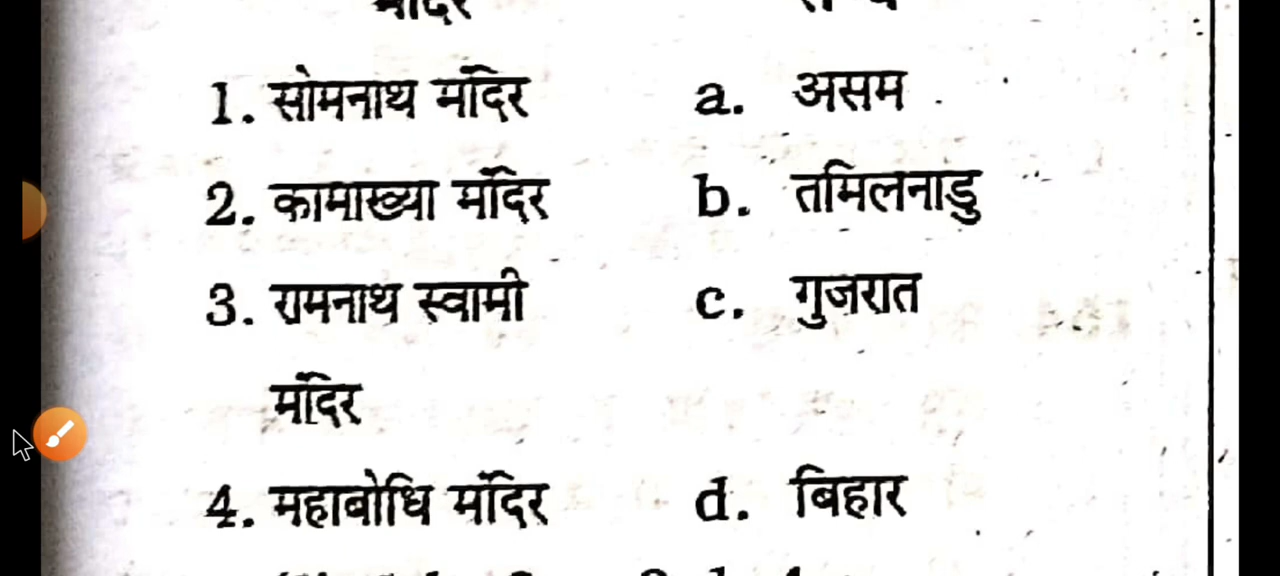 1. सोमनाथ मंदिर a. असम
2. कामाख्या मंदिर b. तमिलनाडु
3. रामनाथ स्वामी c. गुजरात
मंदिर
4. महाबोधि मंदिर d. बिहार